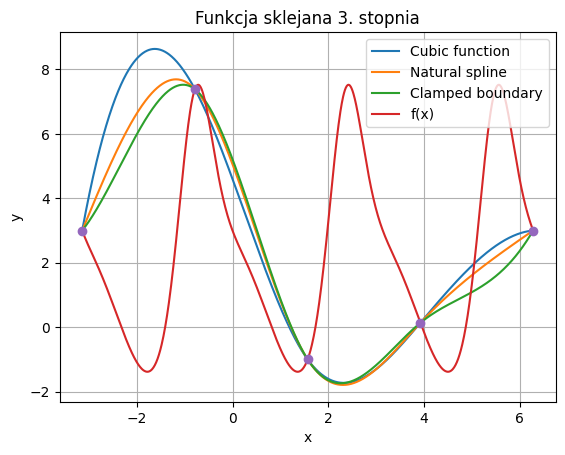 Funkcja sklejana 3. stopnia
Cubic function
Natural spline
Clamped boundary
f(x)
y
8
6
4
2
0
−2
−2
0
2
4
6
x